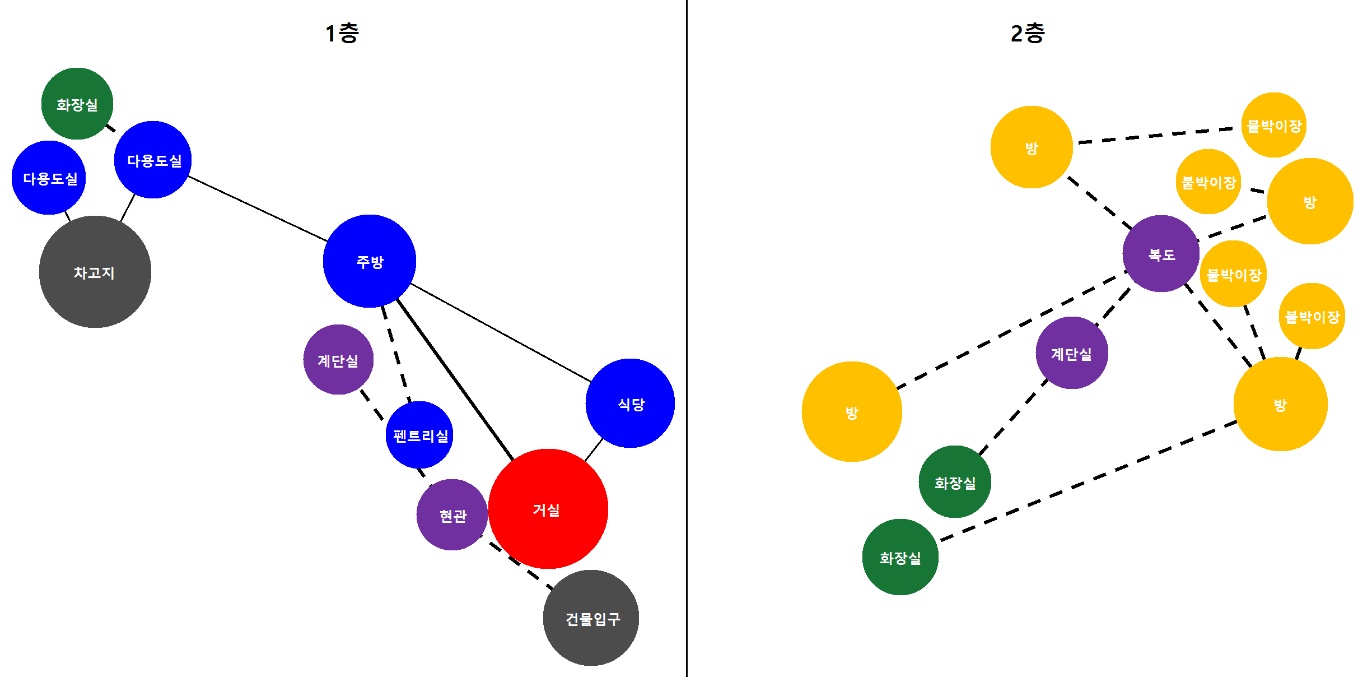 1층
화장실
다용도실
다용도실
차고지
주방
계단실
식당
펜트리실
현관
거실
건물입구
2층
방
붙박이장
붙박이장
방
복도
붙박이장
붙박이장
계단실
방
방
화장실
화장실